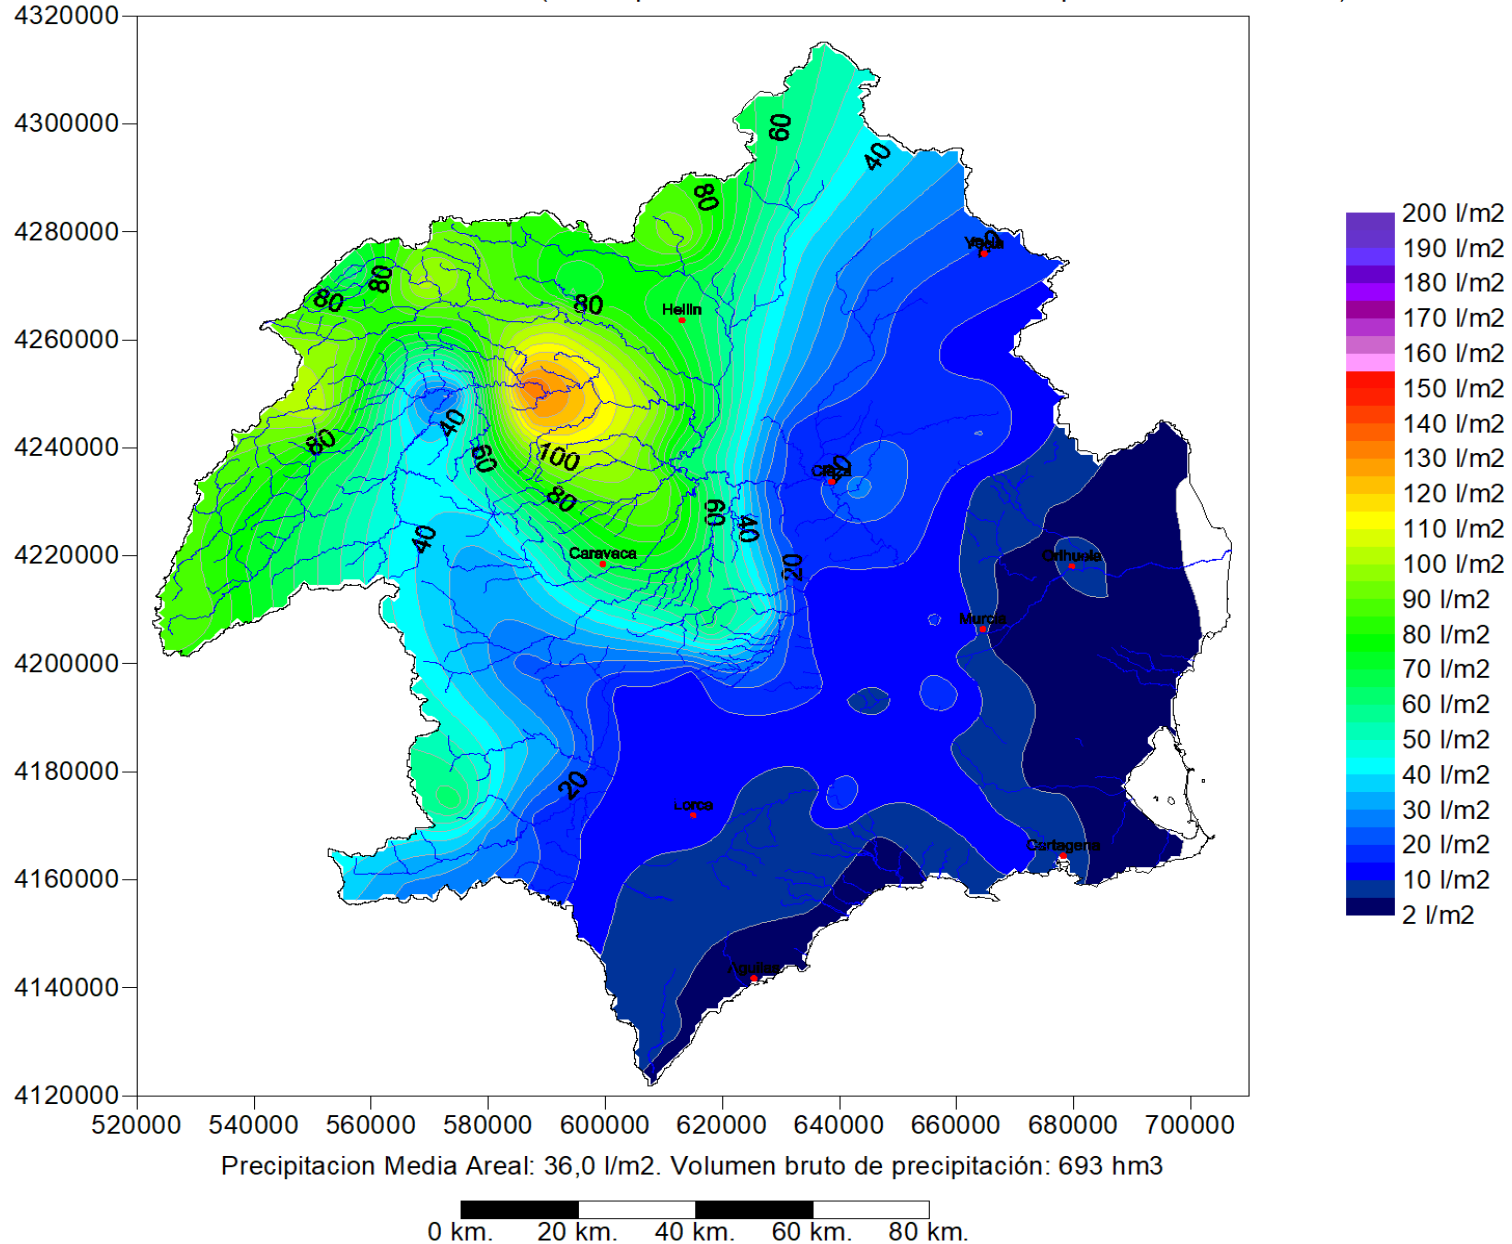 4320000
4300000
4280000
4260000
4240000
4220000
4200000
4180000
4160000
4140000
4120000
520000 540000 560000 580000 600000 620000 640000 660000 680000 700000
60
40
80
80
80
80
Hellin
80
40
60
100
80
60
40
40
20
Caravaca
Orihuela
Murcia
20
Lorca
Cartagena
200 l/m2
190 l/m2
180 l/m2
170 l/m2
160 l/m2
150 l/m2
140 l/m2
130 l/m2
120 l/m2
110 l/m2
100 l/m2
90 l/m2
80 l/m2
70 l/m2
60 l/m2
50 l/m2
40 l/m2
30 l/m2
20 l/m2
10 l/m2
2 l/m2
Precipitacion Media Areal: 36,0 l/m2. Volumen bruto de precipitación: 693 hm3
0 km. 20 km. 40 km. 60 km. 80 km.